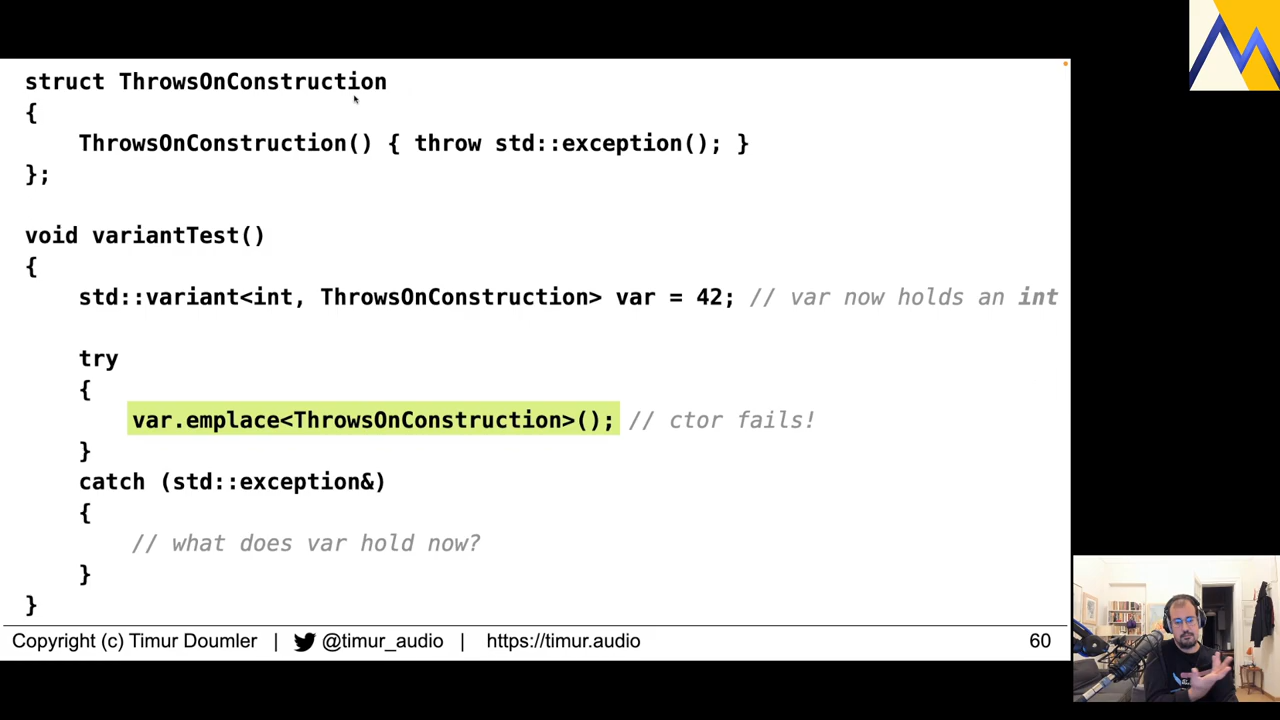 struct ThrowsOnConstruction
{
ThrowsOnConstruction() { throw std::exception(); }
};
void variantTest()
{
std::variant<int, ThrowsOnConstruction> var = 42; // var now holds an int
try
{
var.emplace<ThrowsOnConstruction>(); // ctor fails!
}
catch (std::exception&)
{
// what does var hold now?
}
}
Copyright (c) Timur Doumler | @timur_audio | https://timur.audio 60